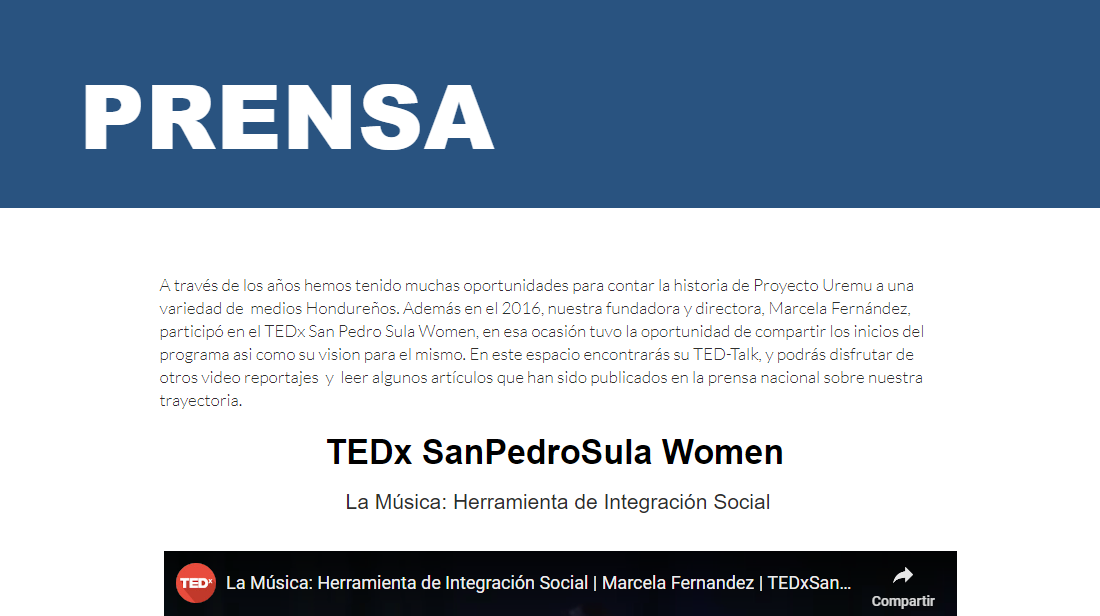 PRENSA
A través de los años hemos tenido muchas oportunidades para contar la historia de Proyecto Uremu a una
variedad de  medios Hondureños. Además en el 2016, nuestra fundadora y directora, Marcela Fernández,
participó en el TEDx San Pedro Sula Women, en esa ocasión tuvo la oportunidad de compartir los inicios del
programa asi como su vision para el mismo. En este espacio encontrarás su TED-Talk, y podrás disfrutar de
otros video reportajes  y  leer algunos artículos que han sido publicados en la prensa nacional sobre nuestra
trayectoria.
TEDx SanPedroSula Women
La Música: Herramienta de Integración Social
TEDx
La Música: Herramienta de Integración Social | Marcela Fernandez | TEDxSan...
Compartir